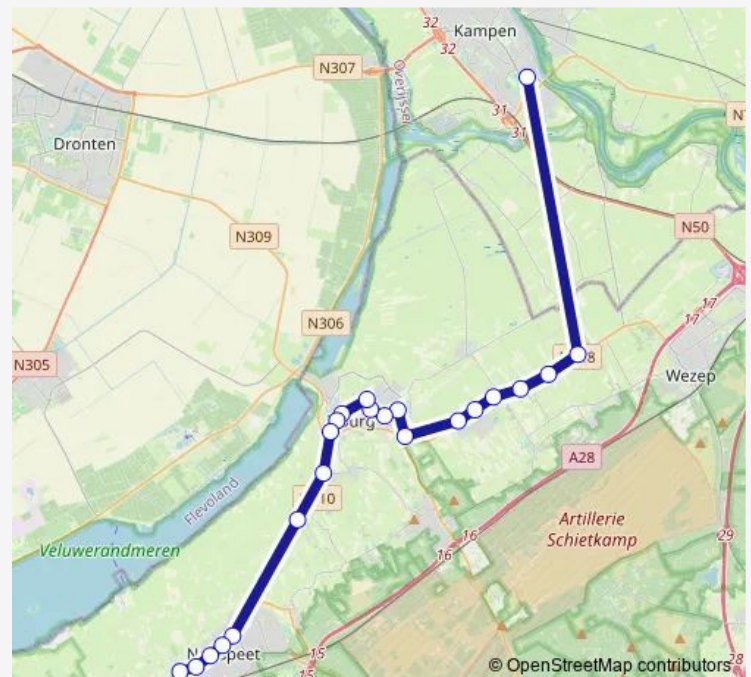 32
Kampen
32
N307
Overijssel
31
31
Dronten
N309
N50
N306
17
17
N305
Wezep
A28
Flevoland
Artillerie
Schietkamp
Veluwerandmeren
16
16
29
15
15
28
© OpenStreetMap contributors